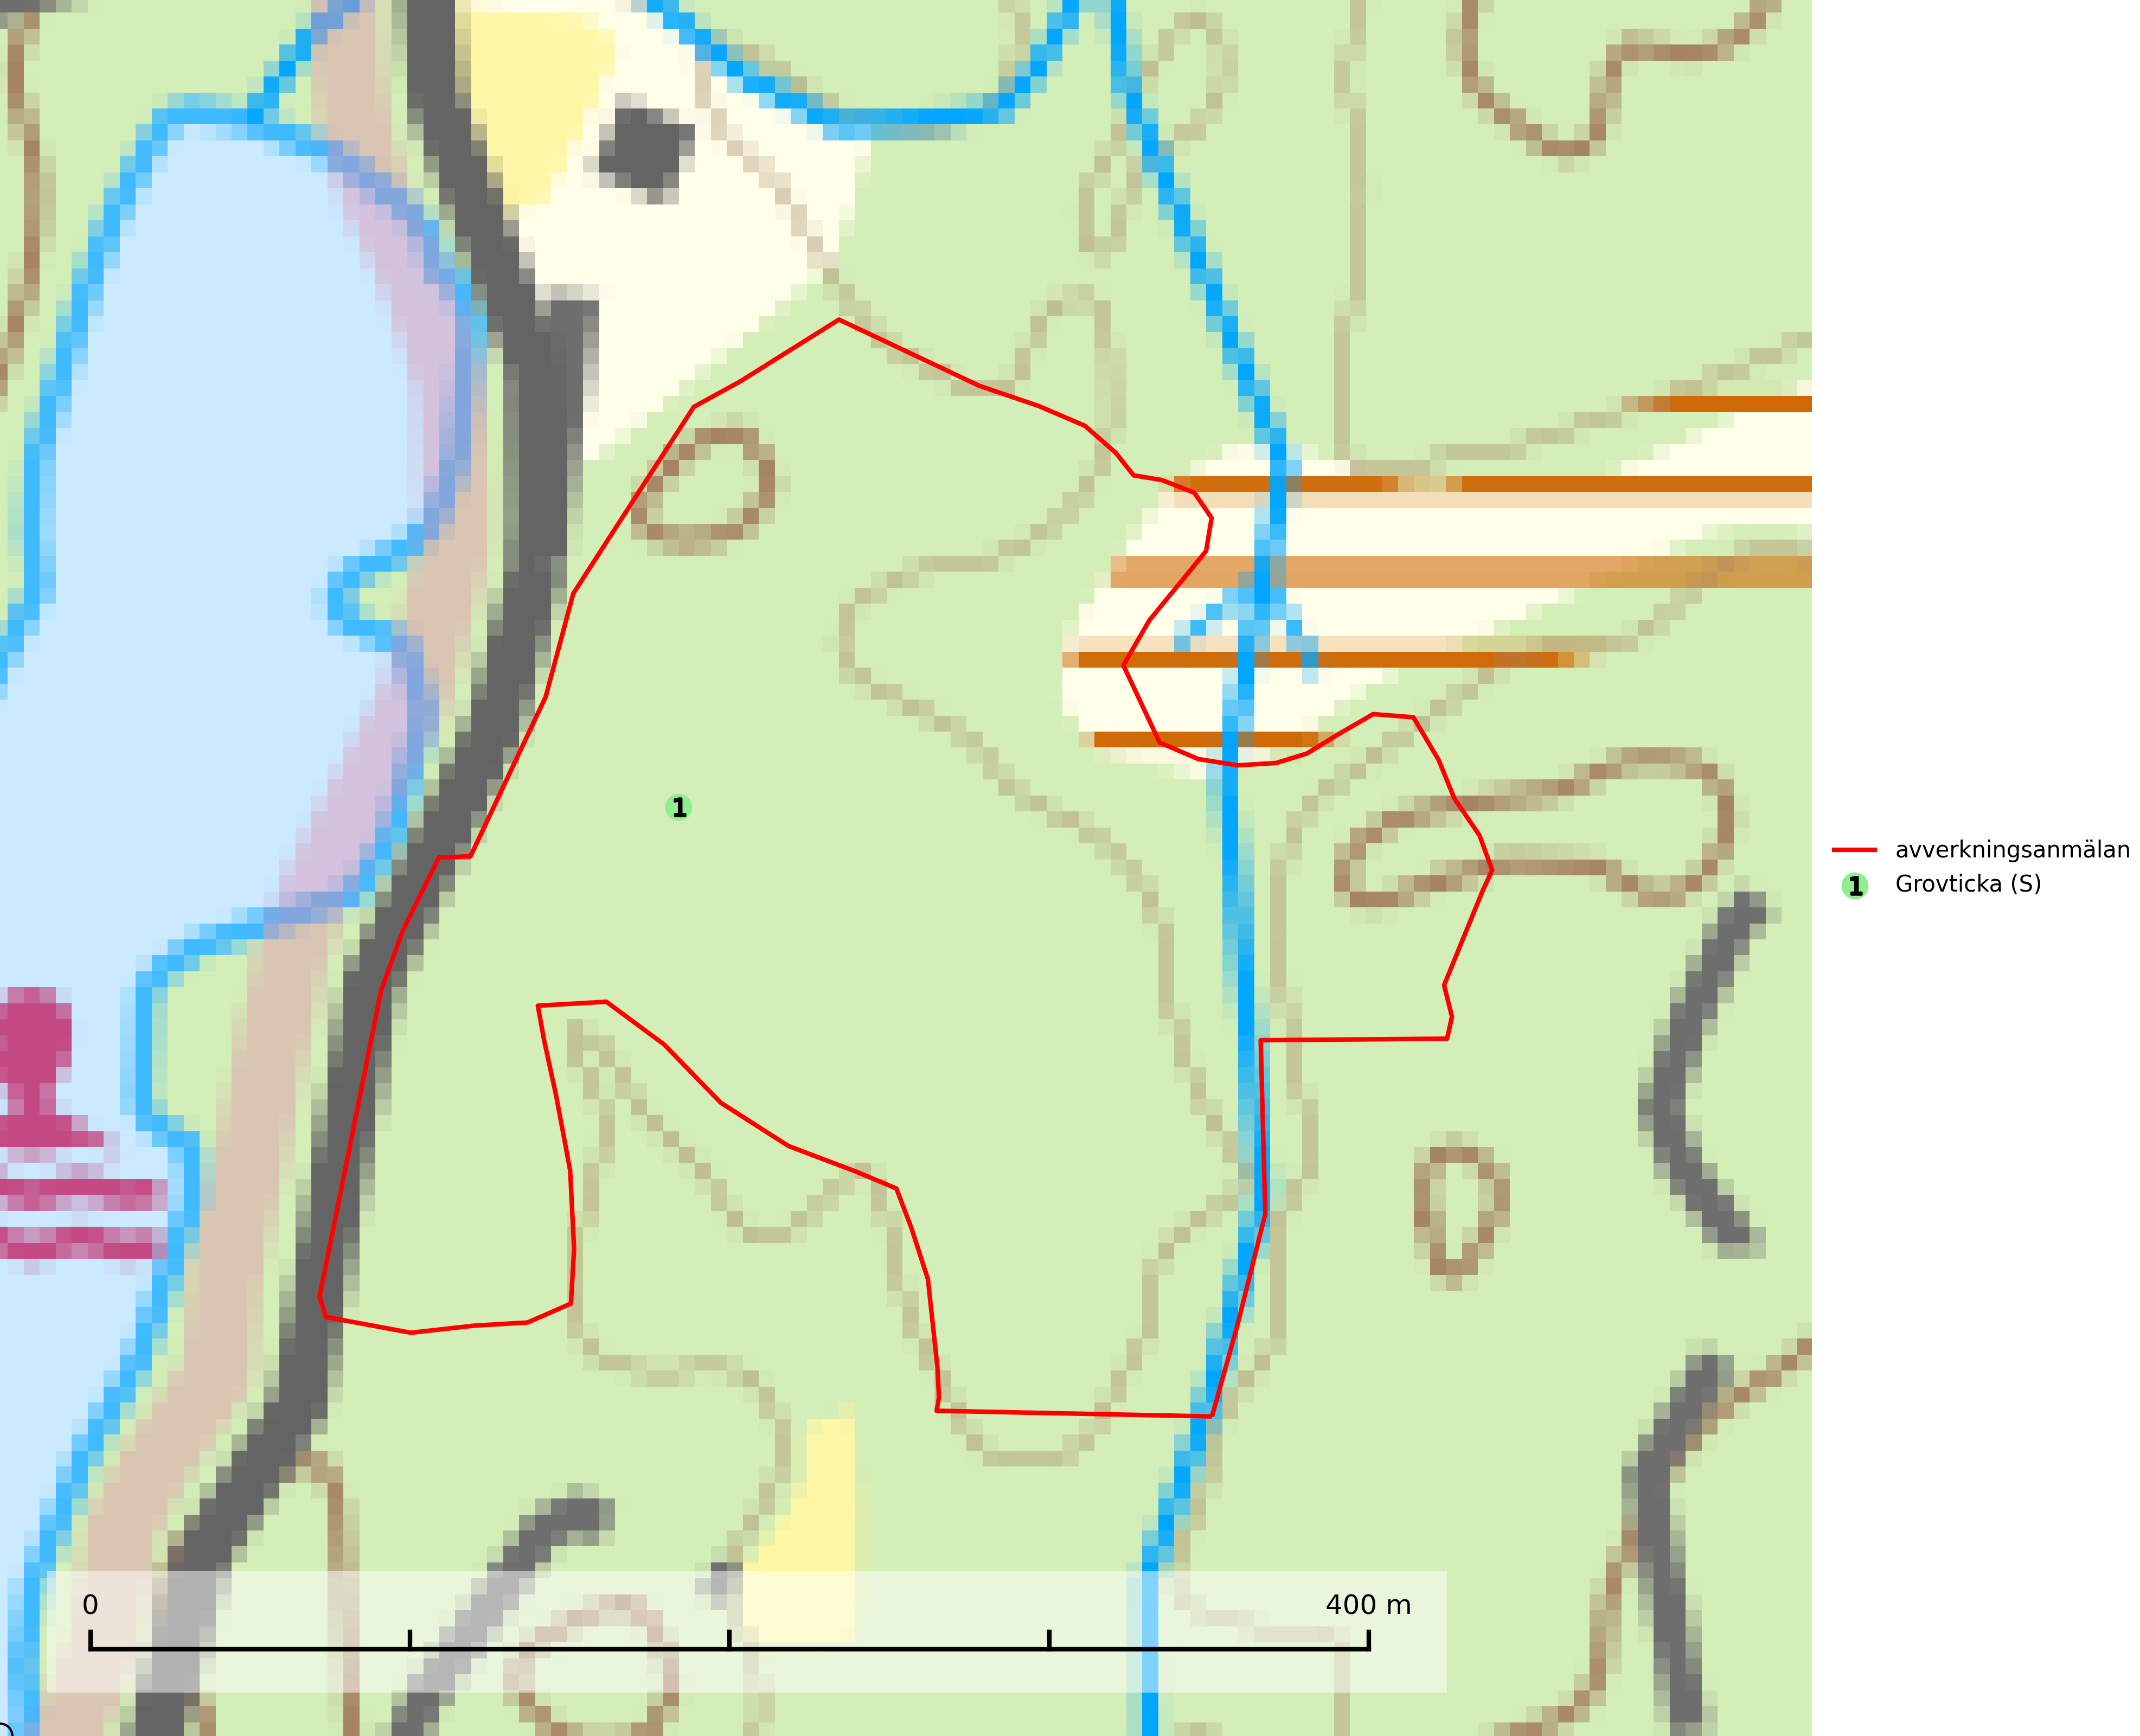 1
avverkningsanmälan
1 Grovticka (S)
0 400 m